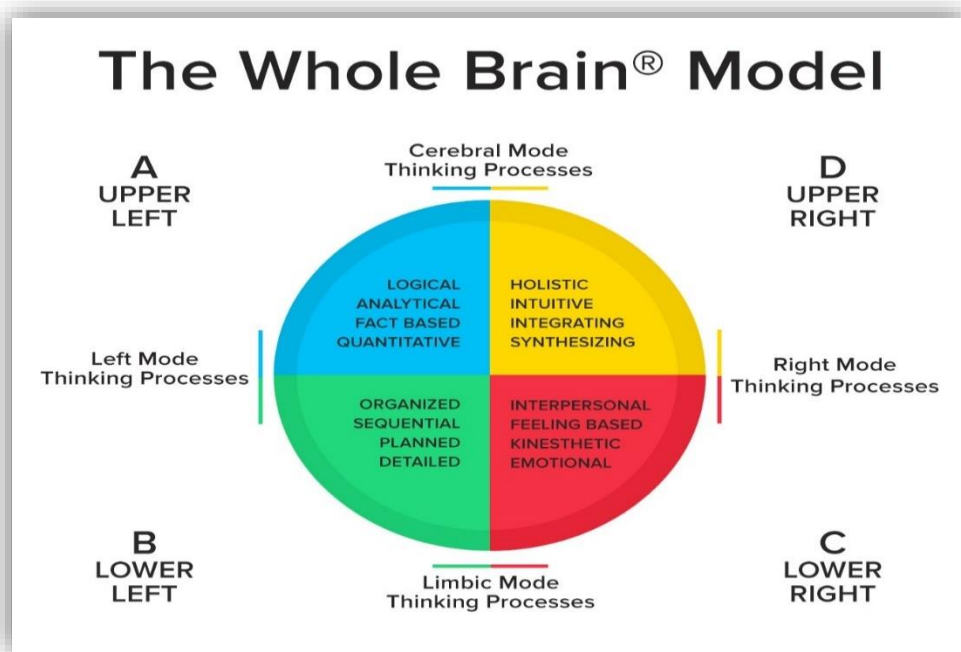 The Whole Brain® Model
A
UPPER
LEFT
Cerebral Mode
Thinking Processes
D
UPPER
RIGHT
LOGICAL
ANALYTICAL
FACT BASED
QUANTITATIVE
HOLISTIC
INTUITIVE
INTEGRATING
SYNTHESIZING
Left Mode
Thinking Processes
Right Mode
Thinking Processes
ORGANIZED
SEQUENTIAL
PLANNED
DETAILED
INTERPERSONAL
FEELING BASED
KINESTHETIC
EMOTIONAL
B
LOWER
LEFT
Limbic Mode
Thinking Processes
C
LOWER
RIGHT